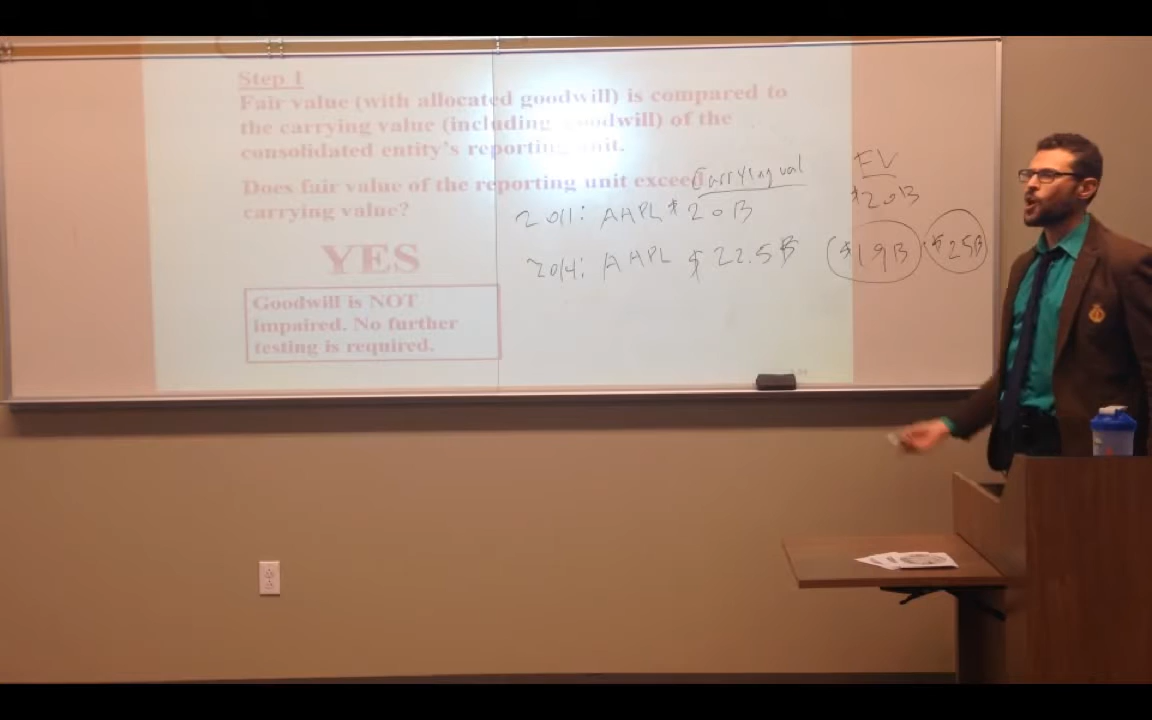 Step 1
Fair value (with allocated goodwill) is compared to
the carrying value (including goodwill) of the
consolidated entity's reporting unit.
Does fair value of the reporting unit exceed
carrying value?
YES
Goodwill is NOT
impaired. No further
testing is required.
Carrying val
FV
2011: AAPL $20B
$20B
2014: AAPL $22.5B
$19B
$25B